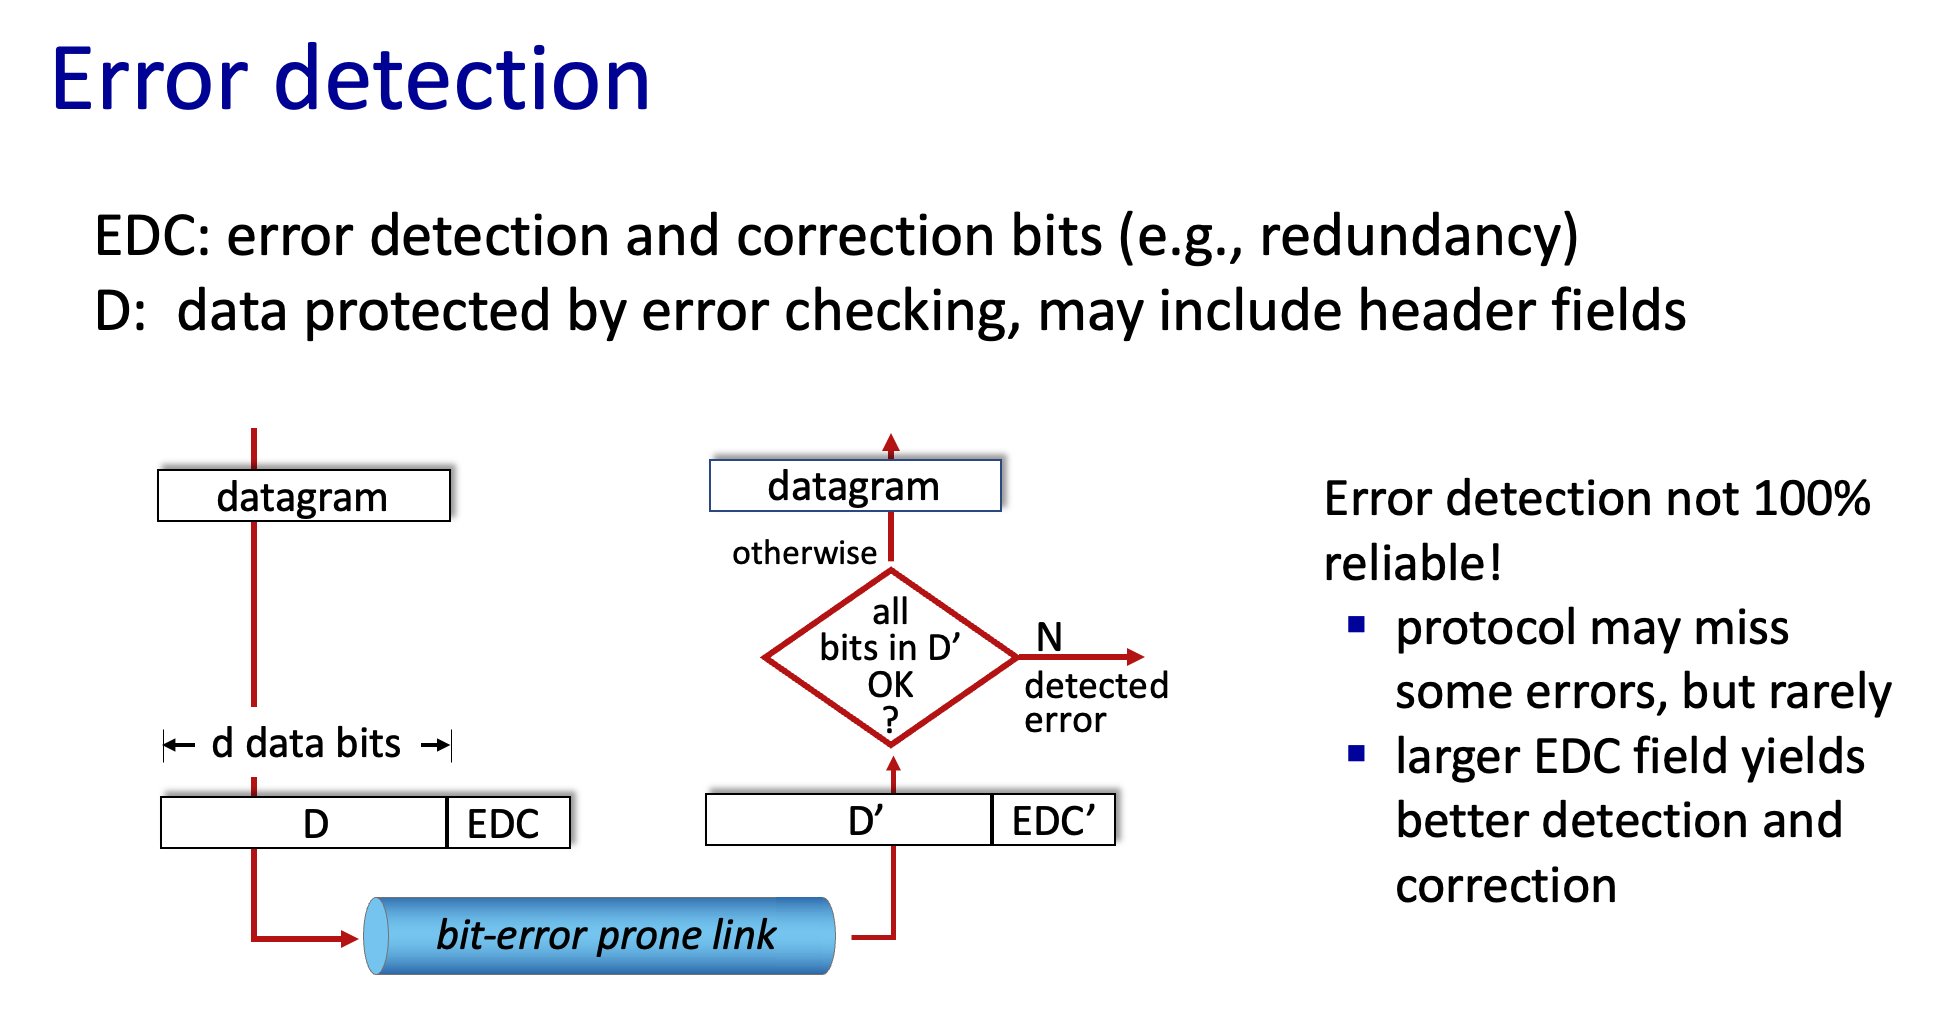 Error detection
EDC: error detection and correction bits (e.g., redundancy)
D: data protected by error checking, may include header fields
datagram
d data bits
D
EDC
bit-error prone link
datagram
otherwise
all
bits in D’
OK
?
N
detected
error
D’
EDC’
Error detection not 100%
reliable!
▪ protocol may miss
some errors, but rarely
▪ larger EDC field yields
better detection and
correction